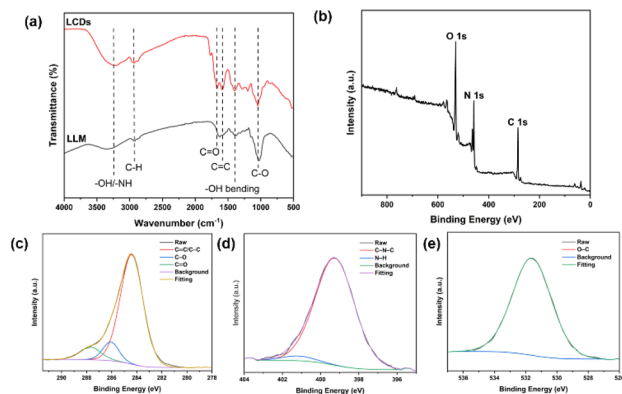 (a)
LCDs
LLM
C-H
-OH/-NH
C=O
C=C
-OH bending
C-O
Transmittance (%)
4000 3500 3000 2500 2000 1500 1000 500
Wavenumber (cm-1)
(b)
O 1s
N 1s
C 1s
Intensity (a.u.)
800 600 400 200 0
Binding Energy (eV)
(c)
Raw
C=C/C-C
C-O
C=O
Background
Fitting
Intensity (a.u.)
290 288 286 284 282 280 278
Binding Energy (eV)
(d)
Raw
C-N-C
N-H
Background
Fitting
Intensity (a.u.)
404 402 400 398 396
Binding Energy (eV)
(e)
Raw
O-C
Background
Fitting
Intensity (a.u.)
536 534 532 530 528 526
Binding Energy (eV)